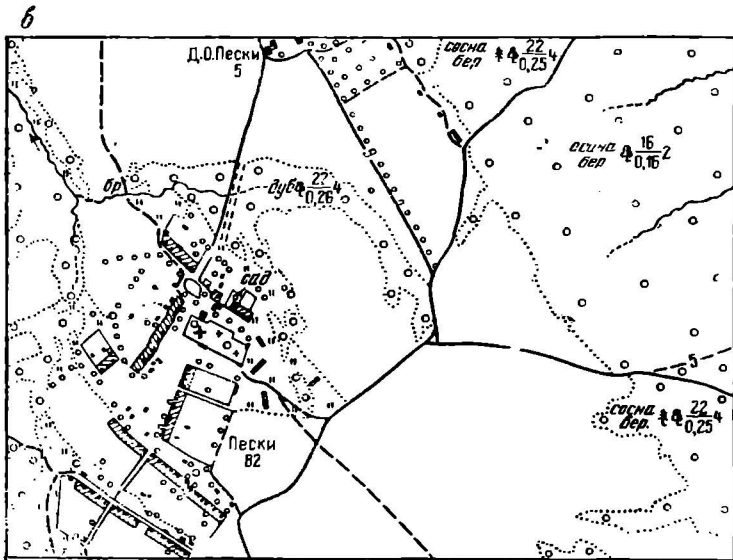 в
Д.О.Пески
5
сосна 22 4
бер 0,25
осина 16 2
бер 0,16
бр
дуб 22 4
0,26
сад
5
сосна 22 4
бер. 0,25
Пески
82